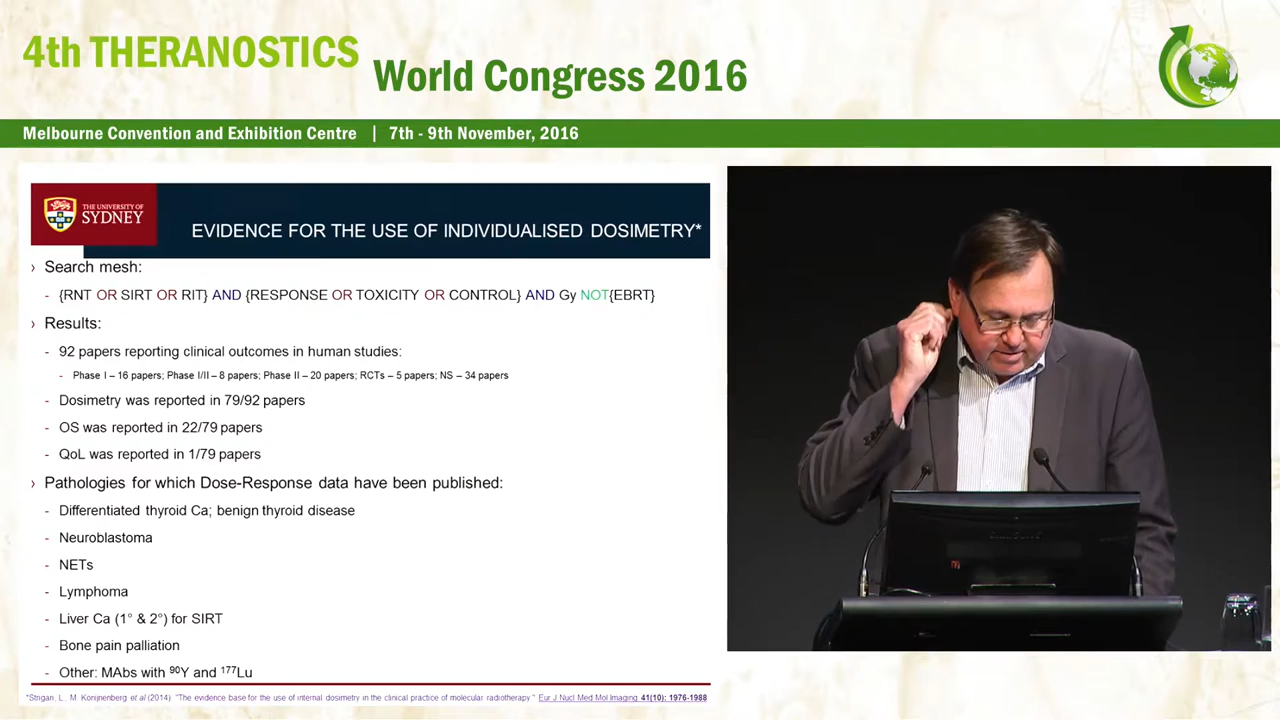 4th THERANOSTICS
World Congress 2016
Melbourne Convention and Exhibition Centre | 7th - 9th November, 2016
THE UNIVERSITY OF
SYDNEY
EVIDENCE FOR THE USE OF INDIVIDUALISED DOSIMETRY*
› Search mesh:
- {RNT OR SIRT OR RIT} AND {RESPONSE OR TOXICITY OR CONTROL} AND Gy NOT{EBRT}
› Results:
- 92 papers reporting clinical outcomes in human studies:
- Phase I – 16 papers; Phase I/II – 8 papers; Phase II – 20 papers; RCTs – 5 papers; NS – 34 papers
- Dosimetry was reported in 79/92 papers
- OS was reported in 22/79 papers
- QoL was reported in 1/79 papers
› Pathologies for which Dose-Response data have been published:
- Differentiated thyroid Ca; benign thyroid disease
- Neuroblastoma
- NETs
- Lymphoma
- Liver Ca (1° & 2°) for SIRT
- Bone pain palliation
- Other: MAbs with ⁹⁰Y and ¹⁷⁷Lu
*Strigari, L., M. Konijnenberg et al (2014). "The evidence base for the use of internal dosimetry in the clinical practice of molecular radiotherapy." Eur J Nucl Med Mol Imaging 41(10): 1976-1988